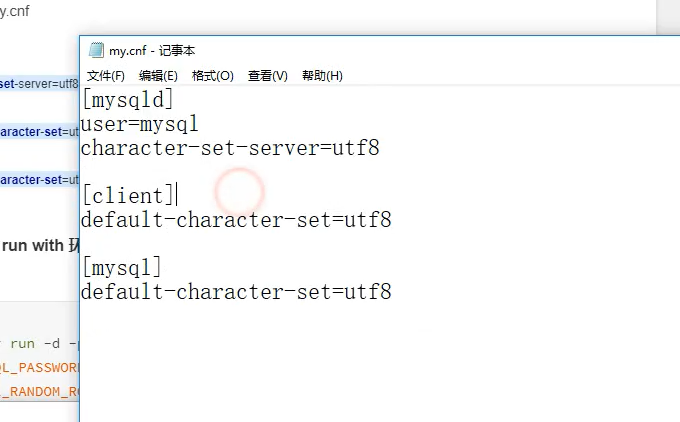 y.cnf
my.cnf - 记事本
文件(F) 编辑(E) 格式(O) 查看(V) 帮助(H)
[mysqld]
user=mysql
set-server=utf8
character-set-server=utf8
[client]
aracter-set=ut
default-character-set=utf8
aracter-set=ut
run with 环
[mysql]
default-character-set=utf8
run -d -p
QL_PASSWOR
_RANDOM_RO